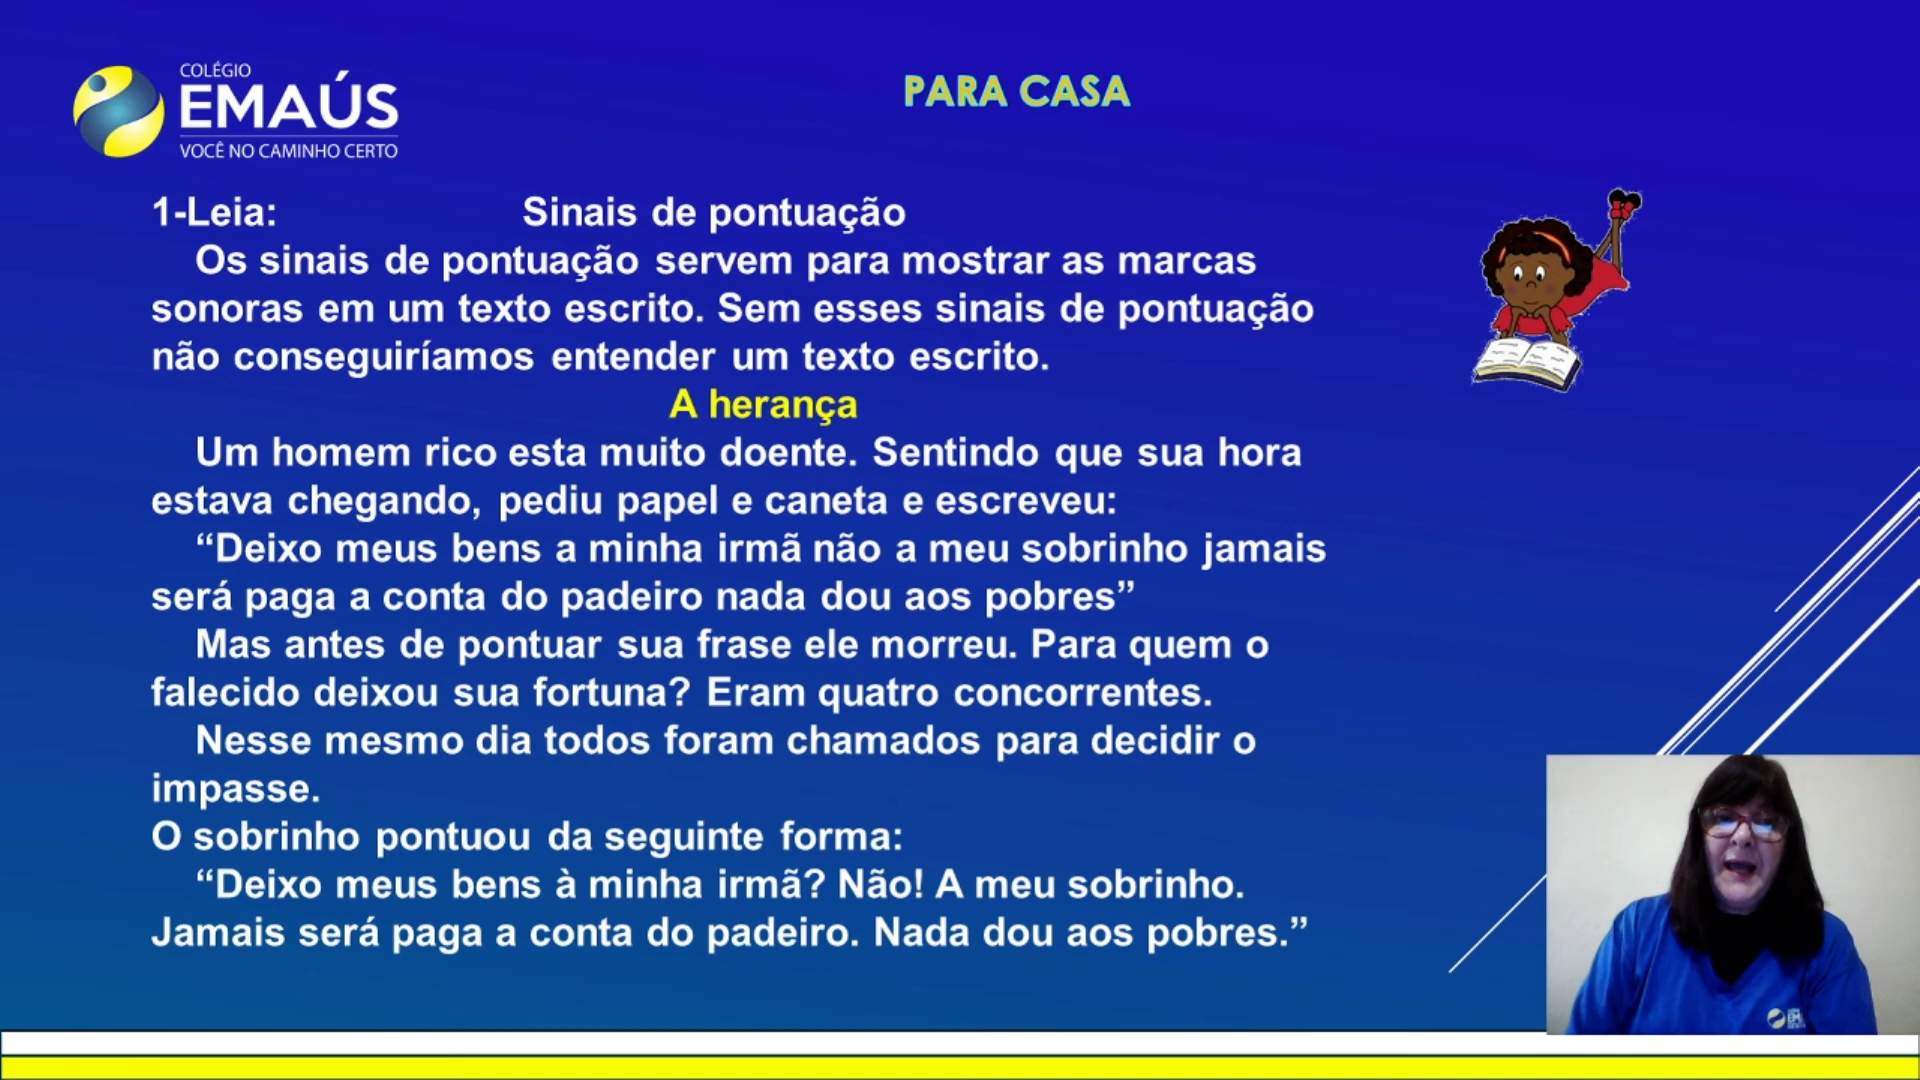 COLÉGIO
EMAÚS
VOCÊ NO CAMINHO CERTO
PARA CASA
1-Leia: Sinais de pontuação
Os sinais de pontuação servem para mostrar as marcas
sonoras em um texto escrito. Sem esses sinais de pontuação
não conseguiríamos entender um texto escrito.
A herança
Um homem rico esta muito doente. Sentindo que sua hora
estava chegando, pediu papel e caneta e escreveu:
“Deixo meus bens a minha irmã não a meu sobrinho jamais
será paga a conta do padeiro nada dou aos pobres”
Mas antes de pontuar sua frase ele morreu. Para quem o
falecido deixou sua fortuna? Eram quatro concorrentes.
Nesse mesmo dia todos foram chamados para decidir o
impasse.
O sobrinho pontuou da seguinte forma:
“Deixo meus bens à minha irmã? Não! A meu sobrinho.
Jamais será paga a conta do padeiro. Nada dou aos pobres.”